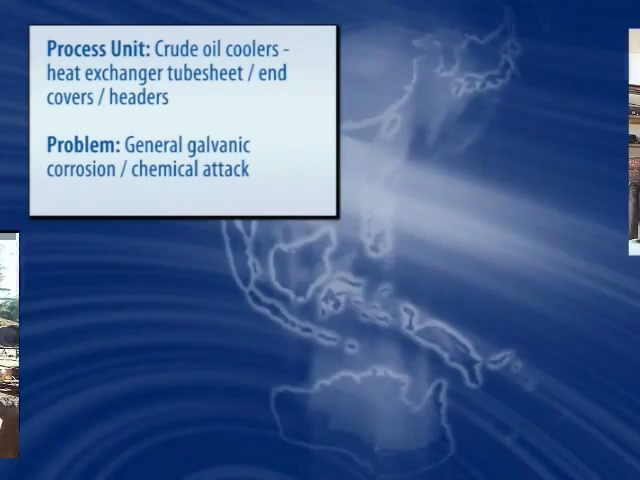 Process Unit: Crude oil coolers -
heat exchanger tubesheet / end
covers / headers
Problem: General galvanic
corrosion / chemical attack